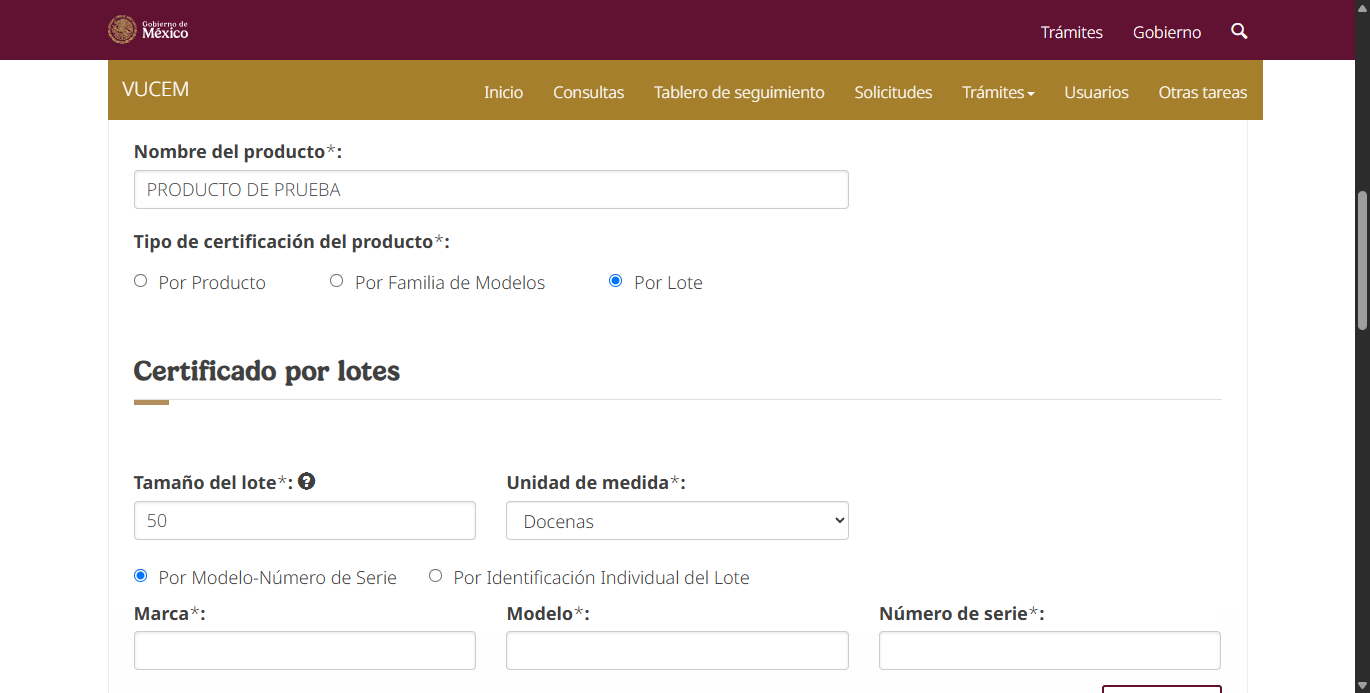 Gobierno de
México
Trámites Gobierno
VUCEM Inicio Consultas Tablero de seguimiento Solicitudes Trámites Usuarios Otras tareas
Nombre del producto*:
PRODUCTO DE PRUEBA
Tipo de certificación del producto*:
Por Producto Por Familia de Modelos Por Lote
Certificado por lotes
Tamaño del lote*: ? Unidad de medida*:
50 Docenas
Por Modelo-Número de Serie Por Identificación Individual del Lote
Marca*: Modelo*: Número de serie*: